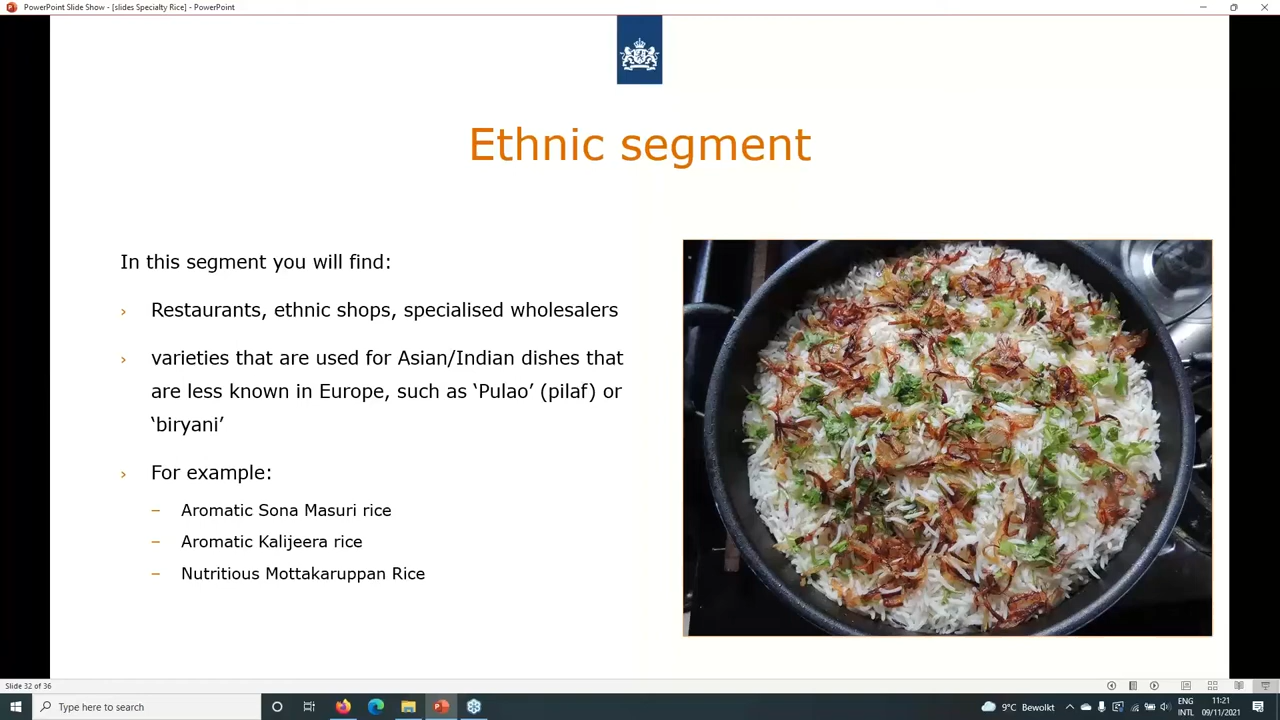 PowerPoint Slide Show - [slides Specialty Rice] - PowerPoint
Ethnic segment
In this segment you will find:
› Restaurants, ethnic shops, specialised wholesalers
› varieties that are used for Asian/Indian dishes that
are less known in Europe, such as ‘Pulao’ (pilaf) or
‘biryani’
› For example:
– Aromatic Sona Masuri rice
– Aromatic Kalijeera rice
– Nutritious Mottakaruppan Rice
Slide 32 of 36
Type here to search
9°C Bewolkt
ENG
INTL
11:21
09/11/2021